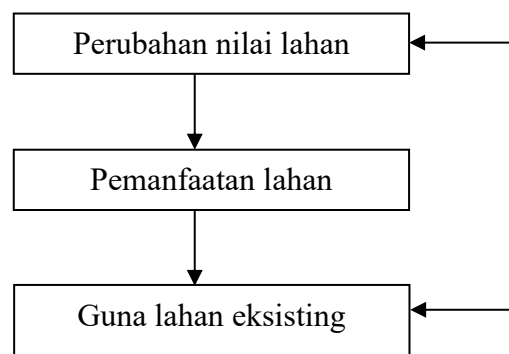 Perubahan nilai lahan
Pemanfaatan lahan
Guna lahan eksisting